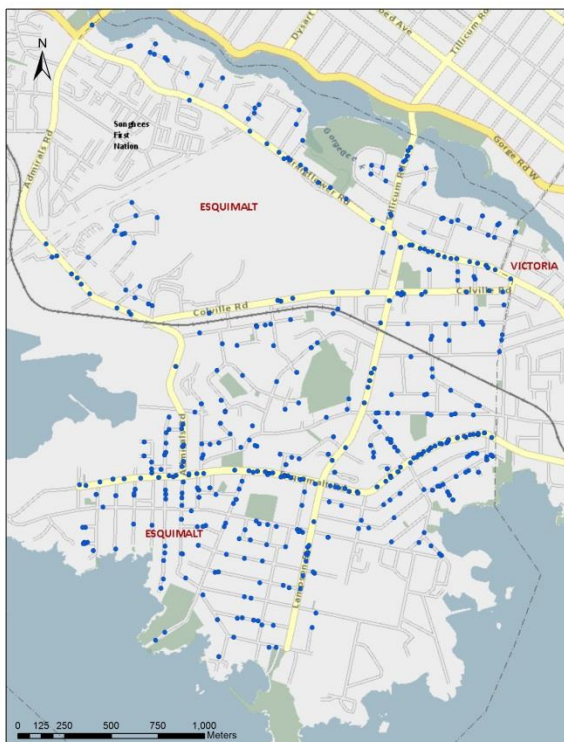 N
Dysart
Tillicum Rd
Admirals Rd
Songhees
First
Nation
Gorge Rd W
ESQUIMALT
VICTORIA
Colville Rd
Colville Rd
Admirals Rd
ESQUIMALT
0 125 250 500 750 1,000
Meters